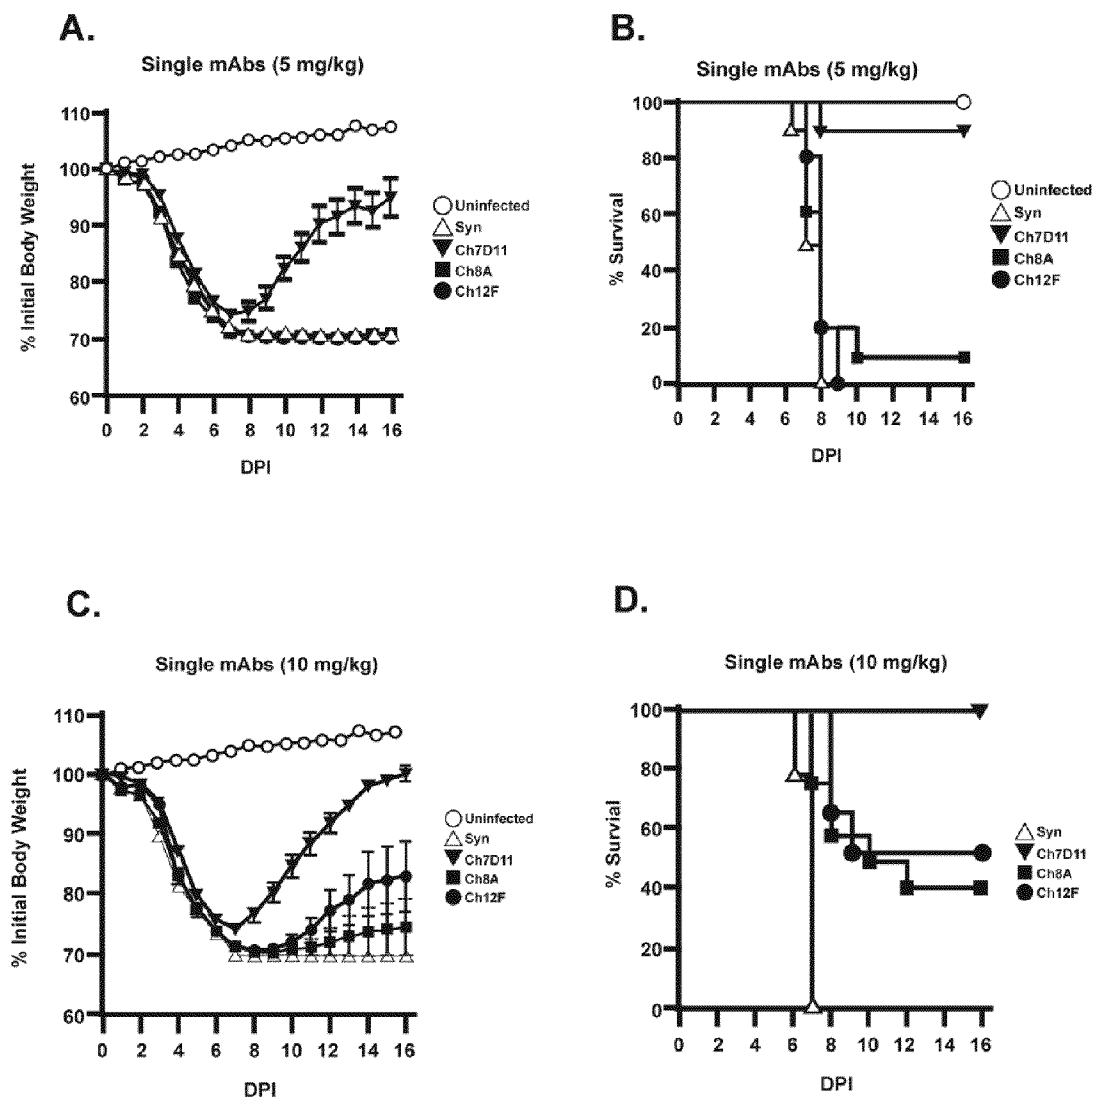 A.
Single mAbs (5 mg/kg)
% Initial Body Weight
110
100
90
80
70
60
0 2 4 6 8 10 12 14 16
DPI
Uninfected
Syn
Ch7D11
Ch8A
Ch12F
B.
Single mAbs (5 mg/kg)
% Survival
100
80
60
40
20
0
0 2 4 6 8 10 12 14 16
DPI
Uninfected
Syn
Ch7D11
Ch8A
Ch12F
C.
Single mAbs (10 mg/kg)
% Initial Body Weight
110
100
90
80
70
60
0 2 4 6 8 10 12 14 16
DPI
Uninfected
Syn
Ch7D11
Ch8A
Ch12F
D.
Single mAbs (10 mg/kg)
% Survial
100
80
60
40
20
0
0 2 4 6 8 10 12 14 16
DPI
Syn
Ch7D11
Ch8A
Ch12F